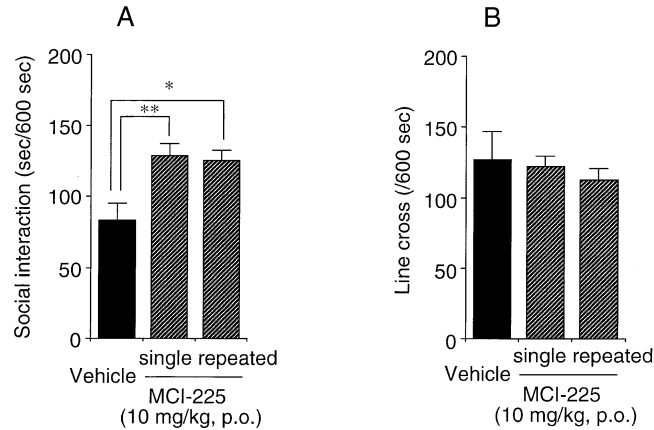 A
Social interaction (sec/600 sec)
200
150
100
50
0
*
**
single repeated
Vehicle
MCI-225
(10 mg/kg, p.o.)
B
Line cross (/600 sec)
200
150
100
50
0
single repeated
Vehicle
MCI-225
(10 mg/kg, p.o.)